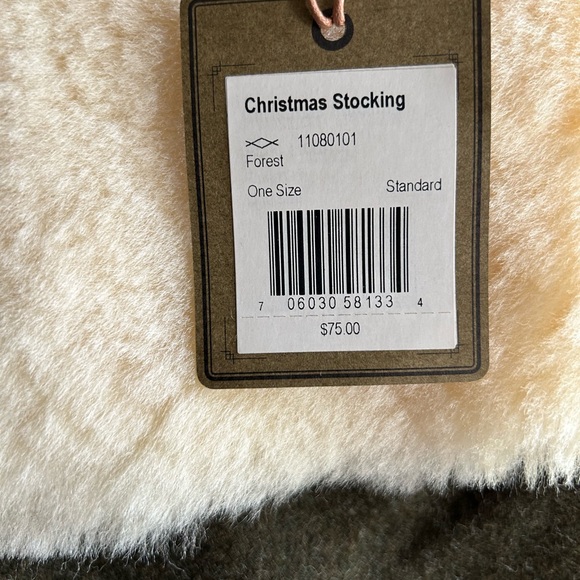 Christmas Stocking
11080101
Forest
One Size Standard
7 06030 58133 4
$75.00